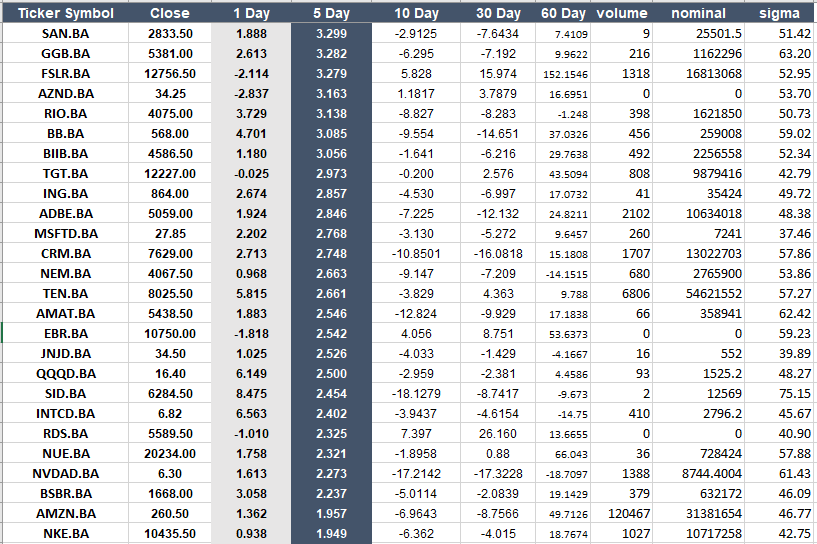 Ticker Symbol Close 1 Day 5 Day 10 Day 30 Day 60 Day volume nominal sigma
SAN.BA 2833.50 1.888 3.299 -2.9125 -7.6434 7.4109 9 25501.5 51.42
GGB.BA 5381.00 2.613 3.282 -6.295 -7.192 9.9622 216 1162296 63.20
FSLR.BA 12756.50 -2.114 3.279 5.828 15.974 152.1546 1318 16813068 52.95
AZND.BA 34.25 -2.837 3.163 1.1817 3.7879 16.6951 0 0 53.70
RIO.BA 4075.00 3.729 3.138 -8.827 -8.283 -1.248 398 1621850 50.73
BB.BA 568.00 4.701 3.085 -9.554 -14.651 37.0326 456 259008 59.02
BIIB.BA 4586.50 1.180 3.056 -1.641 -6.216 29.7638 492 2256558 52.34
TGT.BA 12227.00 -0.025 2.973 -0.200 2.576 43.5094 808 9879416 42.79
ING.BA 864.00 2.674 2.857 -4.530 -6.997 17.0732 41 35424 49.72
ADBE.BA 5059.00 1.924 2.846 -7.225 -12.132 24.8211 2102 10634018 48.38
MSFTD.BA 27.85 2.202 2.768 -3.130 -5.272 9.6457 260 7241 37.46
CRM.BA 7629.00 2.713 2.748 -10.8501 -16.0818 15.1808 1707 13022703 57.86
NEM.BA 4067.50 0.968 2.663 -9.147 -7.209 -14.1515 680 2765900 53.86
TEN.BA 8025.50 5.815 2.661 -3.829 4.363 9.788 6806 54621552 57.27
AMAT.BA 5438.50 1.883 2.546 -12.824 -9.929 17.1838 66 358941 62.42
EBR.BA 10750.00 -1.818 2.542 4.056 8.751 53.6373 0 0 59.23
JNJD.BA 34.50 1.025 2.526 -4.033 -1.429 -4.1667 16 552 39.89
QQQD.BA 16.40 6.149 2.500 -2.959 -2.381 4.4586 93 1525.2 48.27
SID.BA 6284.50 8.475 2.454 -18.1279 -8.7417 -9.673 2 12569 75.15
INTCD.BA 6.82 6.563 2.402 -3.9437 -4.6154 -14.75 410 2796.2 45.67
RDS.BA 5589.50 -1.010 2.325 7.397 26.160 13.6655 0 0 40.90
NUE.BA 20234.00 1.758 2.321 -1.8958 0.88 66.043 36 728424 57.88
NVDAD.BA 6.30 1.613 2.273 -17.2142 -17.3228 -18.7097 1388 8744.4004 61.43
BSBR.BA 1668.00 3.058 2.237 -5.0114 -2.0839 19.1429 379 632172 46.09
AMZN.BA 260.50 1.362 1.957 -6.9643 -8.7566 49.7126 120467 31381654 46.77
NKE.BA 10435.50 0.938 1.949 -6.362 -4.015 18.7674 1027 10717258 42.75